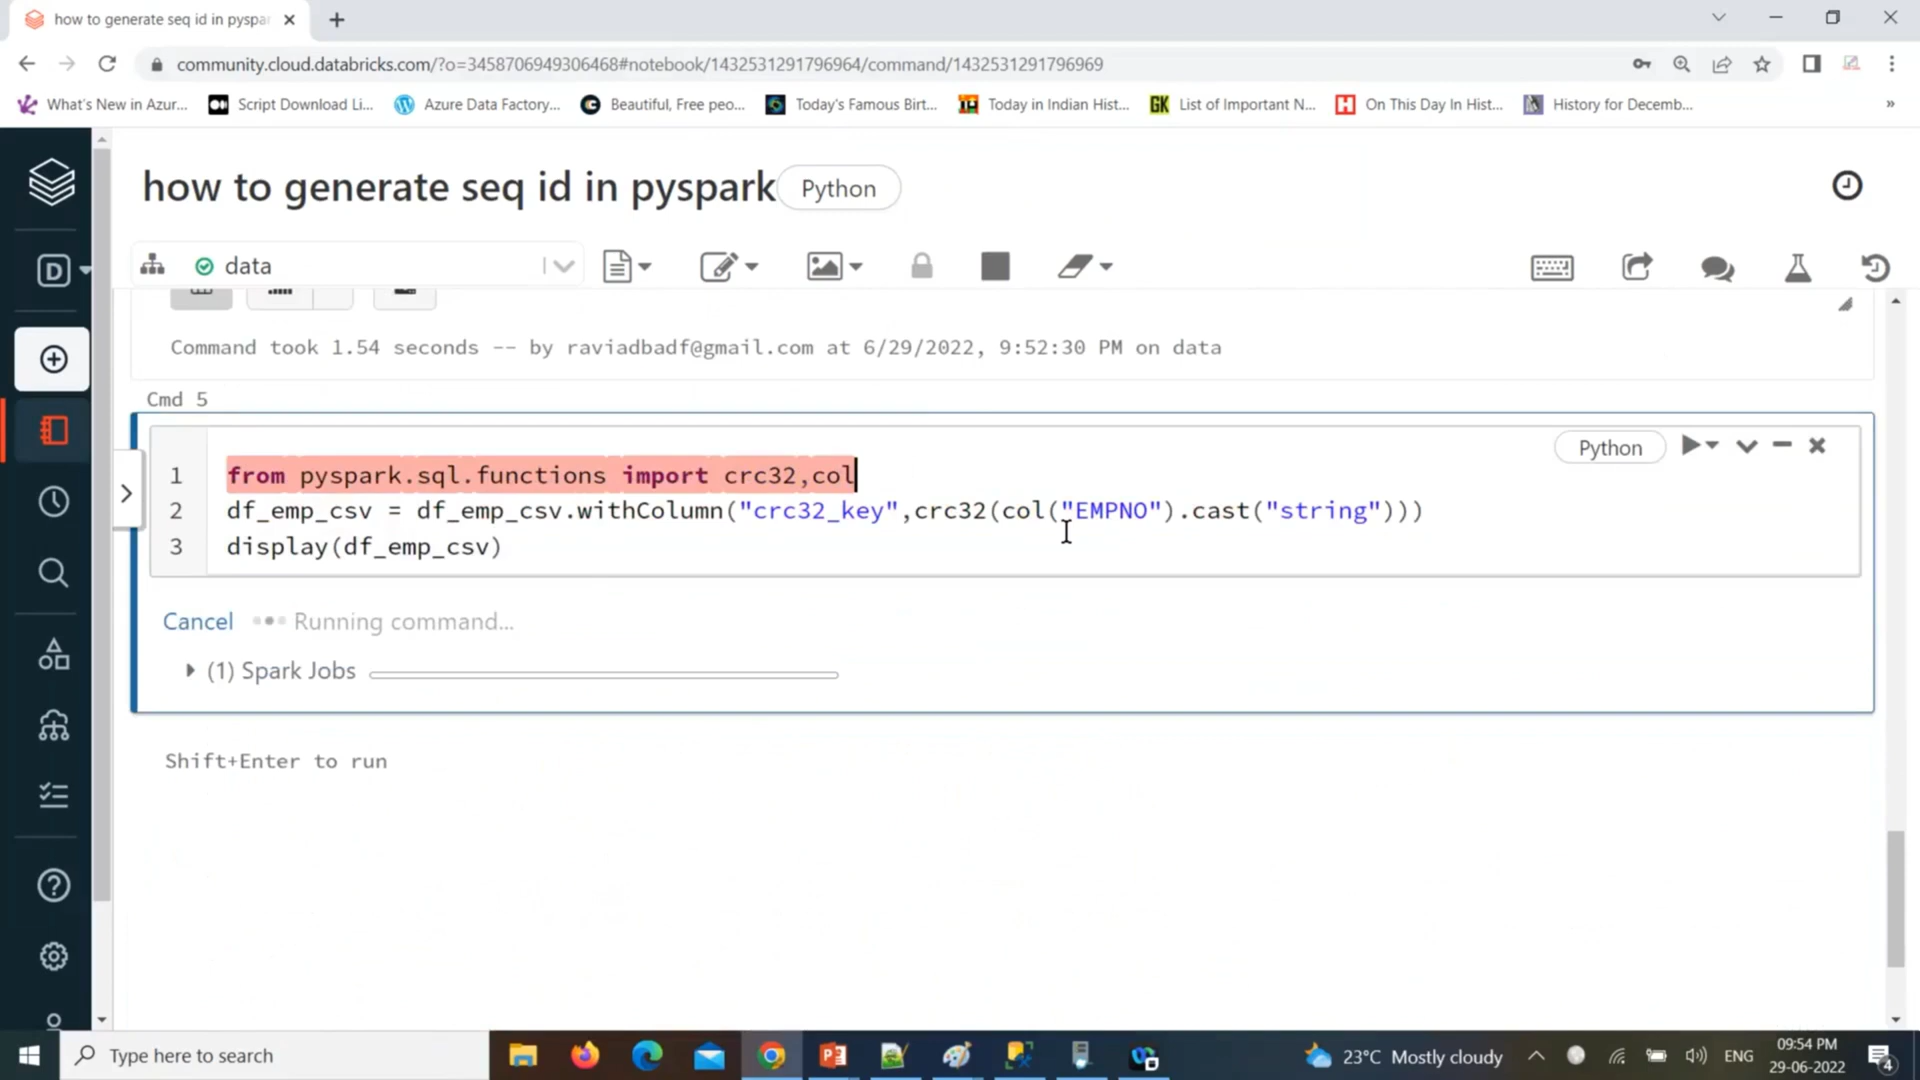 how to generate seq id in pyspa
community.cloud.databricks.com/?o=3458706949306468#notebook/1432531291796964/command/1432531291796969
What's New in Azur... Script Download Li... Azure Data Factory... Beautiful, Free peo... Today's Famous Birt... TH Today in Indian Hist... GK List of Important N... H On This Day In Hist... History for Decemb... »
how to generate seq id in pyspark Python
D
data
Command took 1.54 seconds -- by raviadbadf@gmail.com at 6/29/2022, 9:52:30 PM on data
Cmd 5
Python
1 from pyspark.sql.functions import crc32,col
2 df_emp_csv = df_emp_csv.withColumn("crc32_key",crc32(col("EMPNO").cast("string")))
3 display(df_emp_csv)
Cancel Running command...
(1) Spark Jobs
Shift+Enter to run
Type here to search
23°C Mostly cloudy
ENG
09:54 PM
29-06-2022
4